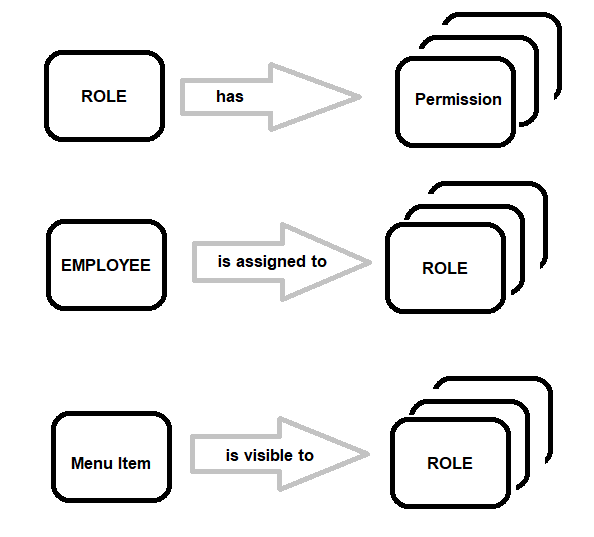 ROLE has Permission
EMPLOYEE is assigned to ROLE
Menu Item is visible to ROLE